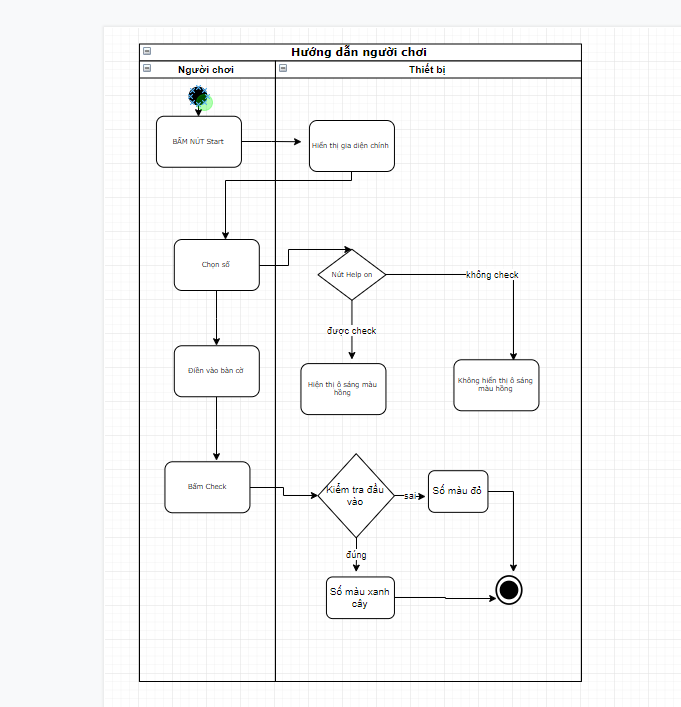 Hướng dẫn người chơi
Người chơi
Thiết bị
BẤM NÚT Start
Hiển thị gia diện chính
Chọn số
Nút Help on
không check
được check
Điền vào bàn cờ
Hiện thị ô sáng màu
hồng
Không hiển thị ô sáng
màu hồng
Bấm Check
Kiểm tra đầu
vào
sai
Số màu đỏ
đúng
Số màu xanh
cây